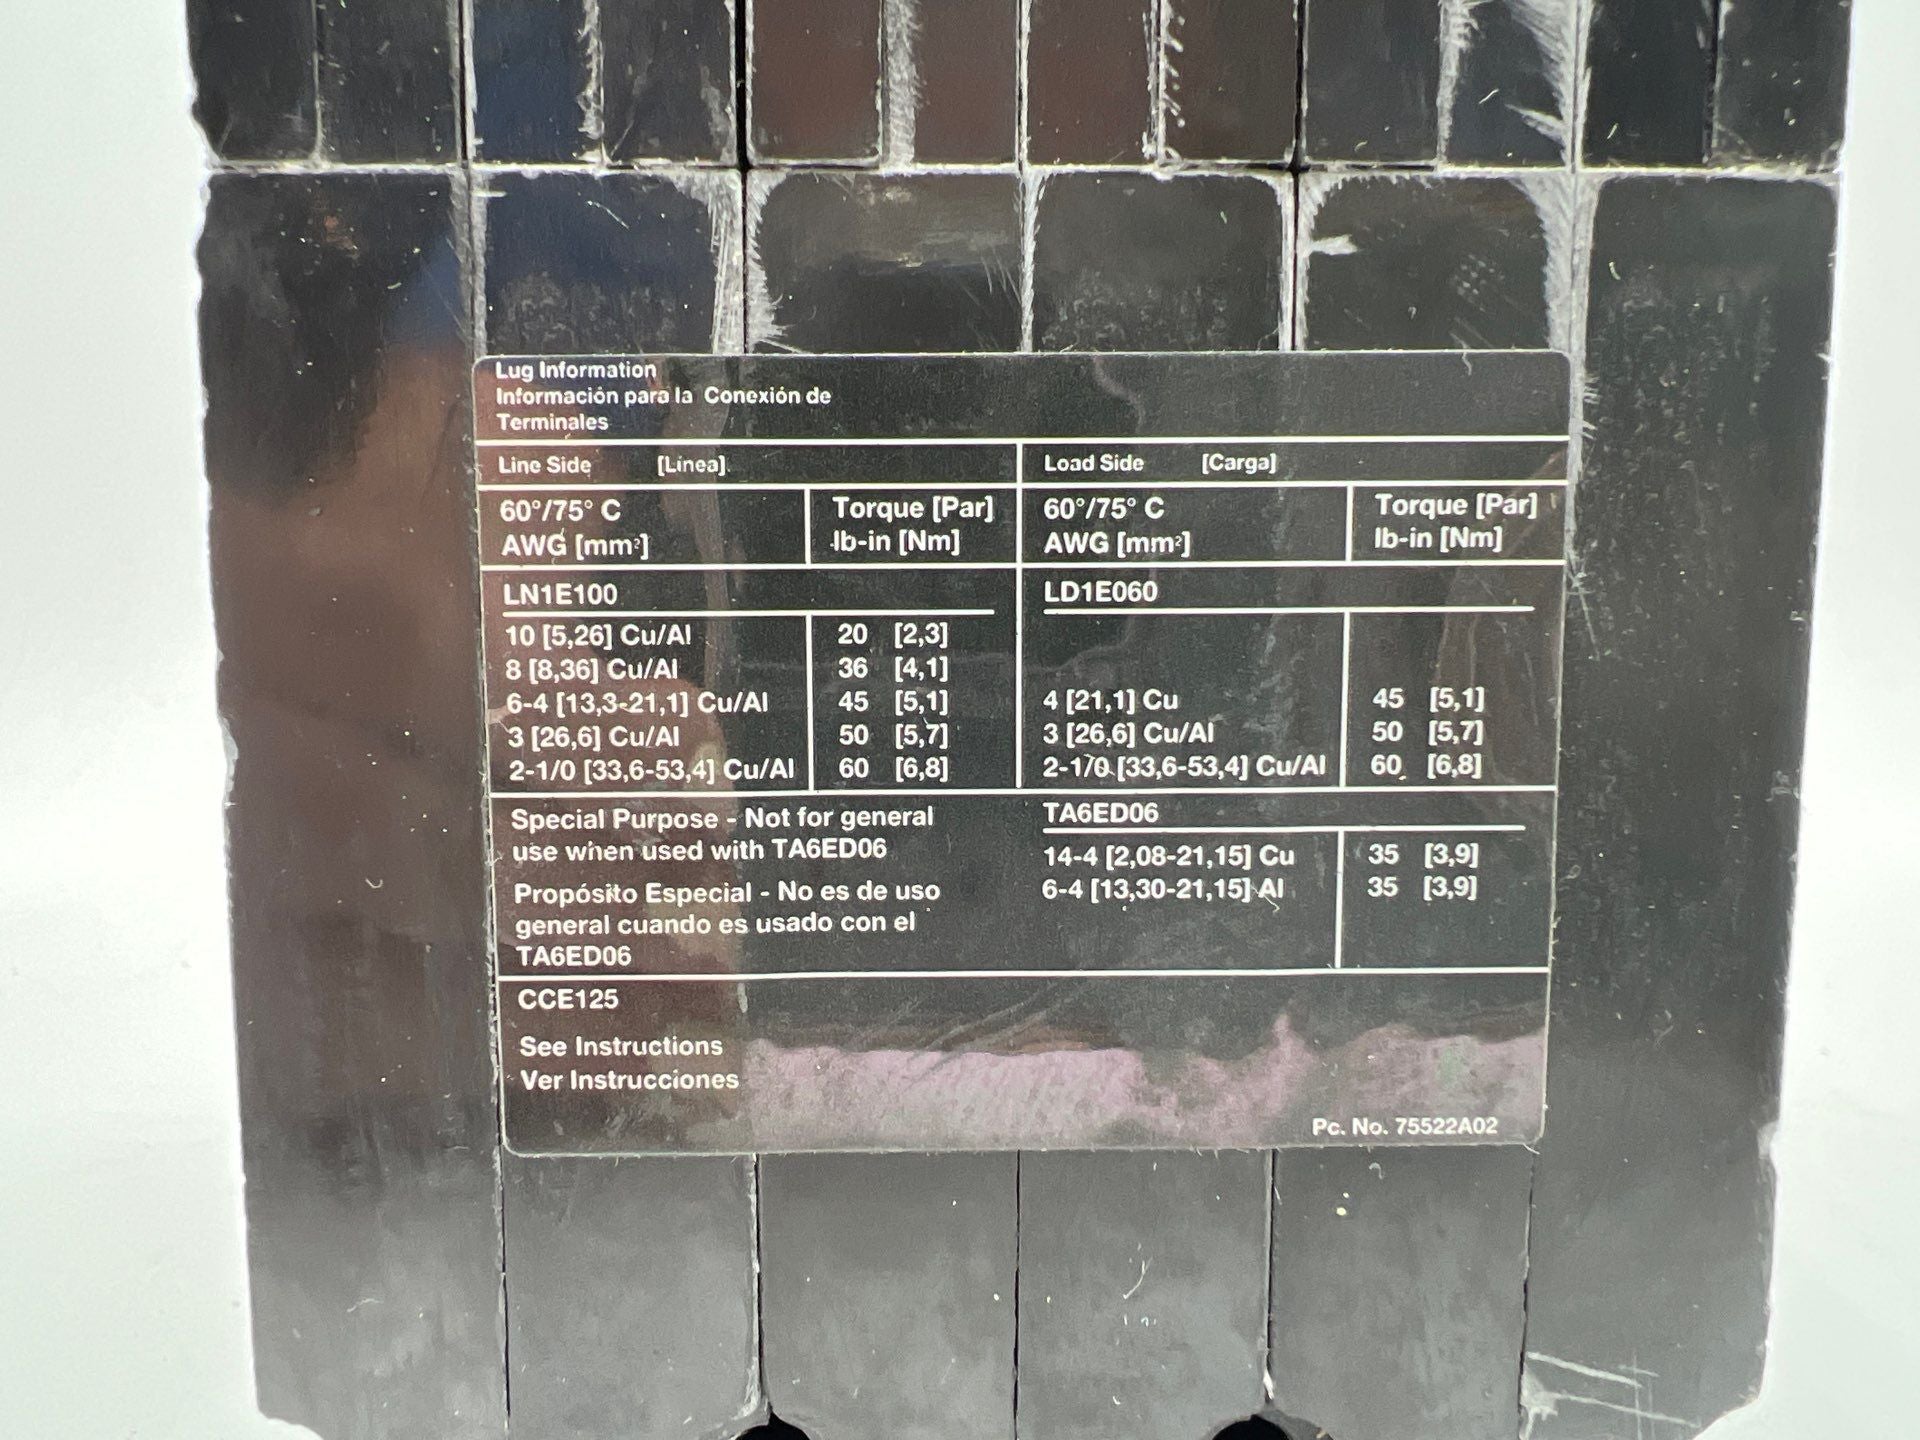 Lug Information
Información para la Conexión de
Terminales
Line Side [Línea]
Load Side [Carga]
60°/75° C
AWG [mm²]
Torque [Par]
lb-in [Nm]
60°/75° C
AWG [mm²]
Torque [Par]
lb-in [Nm]
LN1E100
10 [5,26] Cu/Al 20 [2,3]
8 [8,36] Cu/Al 36 [4,1]
6-4 [13,3-21,1] Cu/Al 45 [5,1]
3 [26,6] Cu/Al 50 [5,7]
2-1/0 [33,6-53,4] Cu/Al 60 [6,8]
LD1E060
4 [21,1] Cu 45 [5,1]
3 [26,6] Cu/Al 50 [5,7]
2-1/0 [33,6-53,4] Cu/Al 60 [6,8]
Special Purpose - Not for general
use when used with TA6ED06
Propósito Especial - No es de uso
general cuando es usado con el
TA6ED06
TA6ED06
14-4 [2,08-21,15] Cu 35 [3,9]
6-4 [13,30-21,15] Al 35 [3,9]
CCE125
See Instructions
Ver Instrucciones
Pc. No. 75522A02